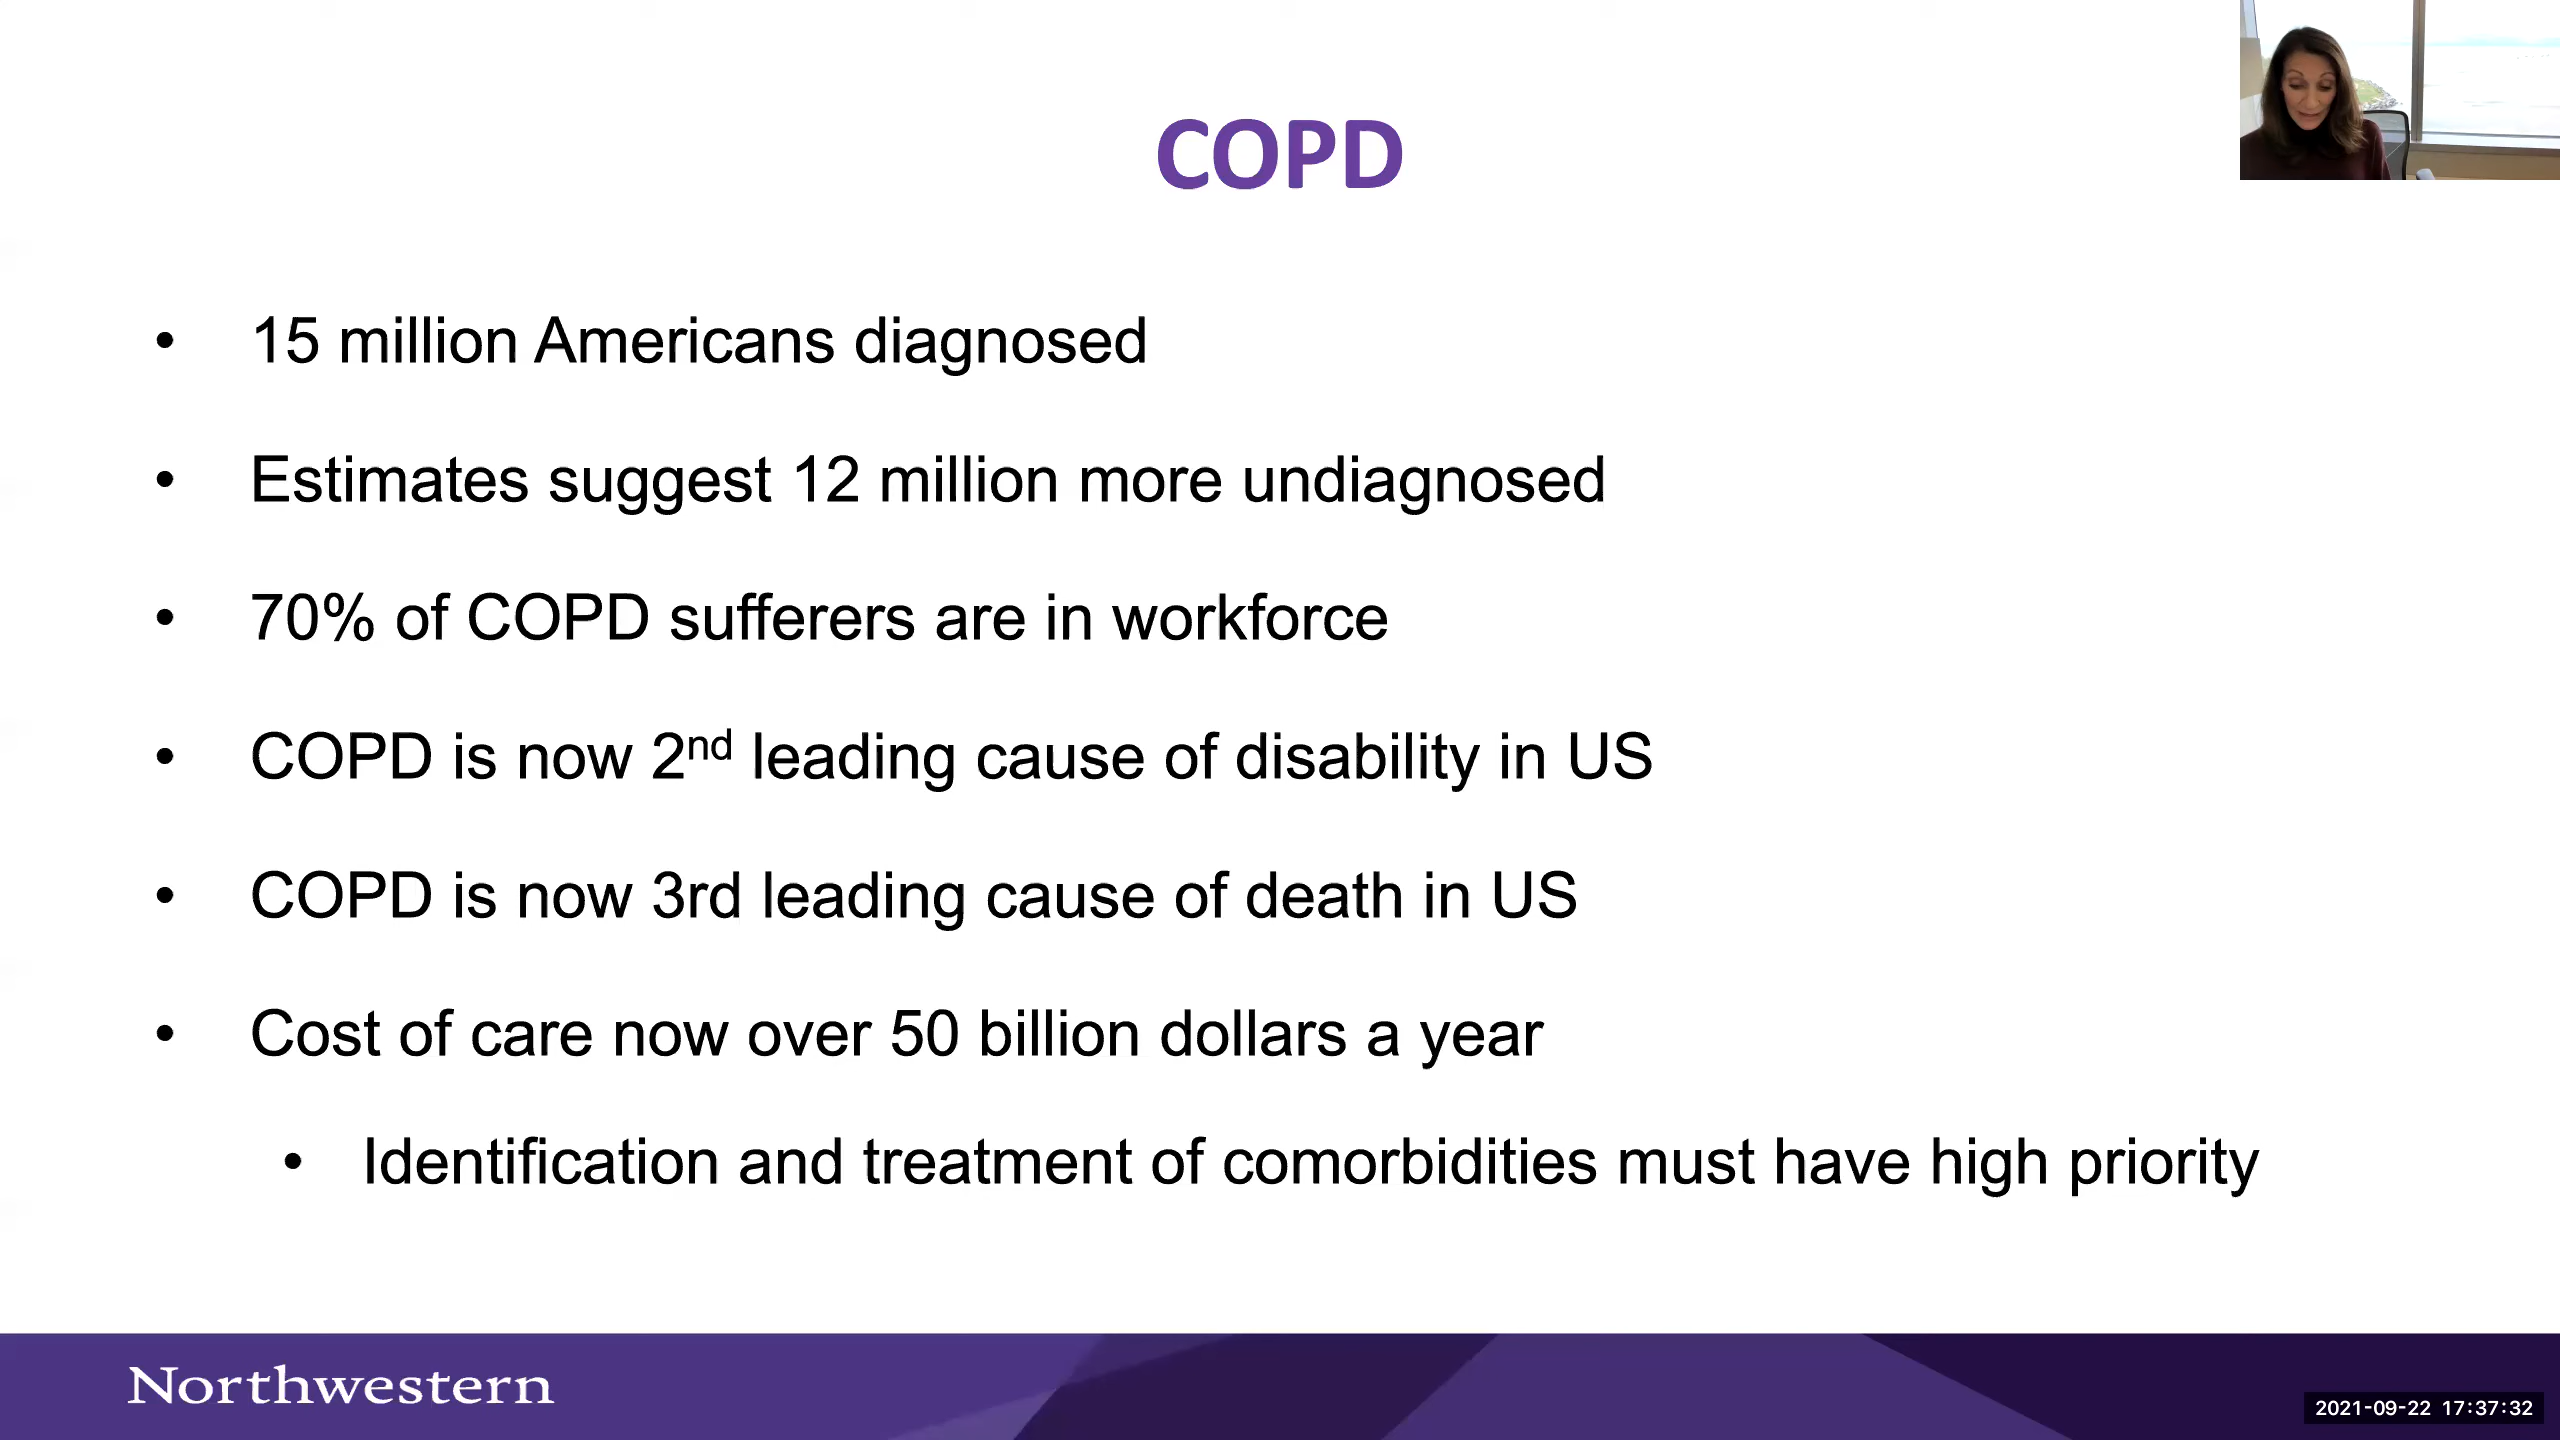 COPD
• 15 million Americans diagnosed
• Estimates suggest 12 million more undiagnosed
• 70% of COPD sufferers are in workforce
• COPD is now 2nd leading cause of disability in US
• COPD is now 3rd leading cause of death in US
• Cost of care now over 50 billion dollars a year
• Identification and treatment of comorbidities must have high priority
Northwestern
2021-09-22 17:37:32